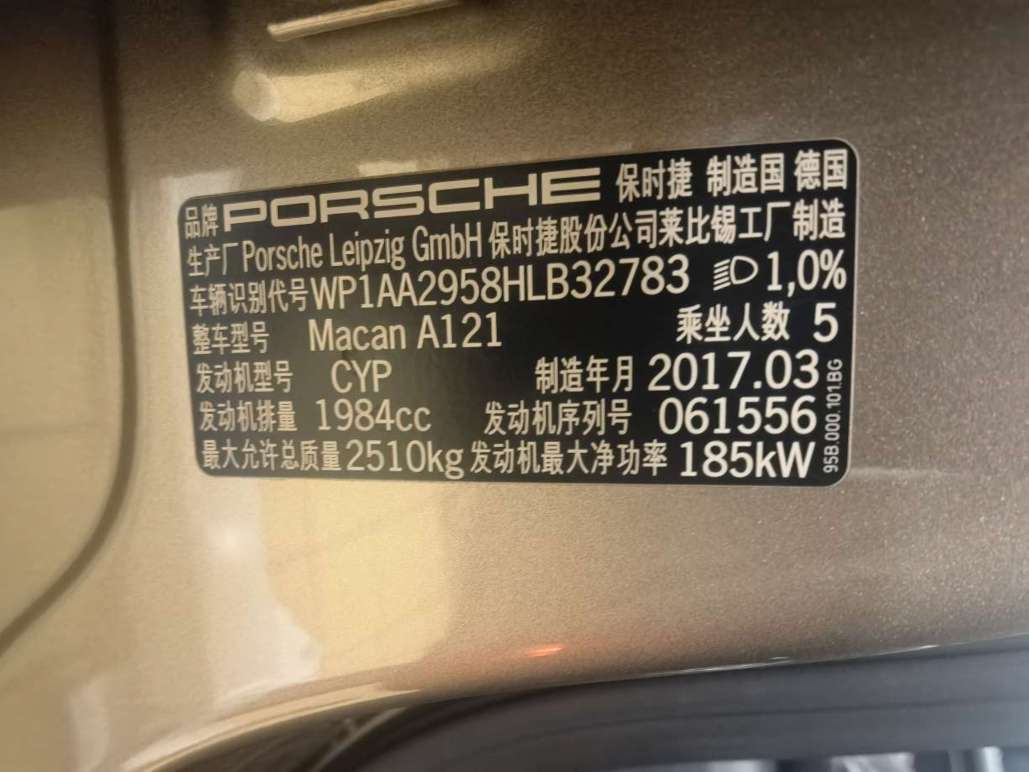 品牌 PORSCHE 保时捷 制造国 德国
生产厂 Porsche Leipzig GmbH 保时捷股份公司莱比锡工厂制造
车辆识别代号 WP1AA2958HLB32783 1,0%
整车型号 Macan A121 乘坐人数 5
发动机型号 CYP 制造年月 2017.03
发动机排量 1984cc 发动机序列号 061556
最大允许总质量 2510kg 发动机最大净功率 185kW
95B.000.101.BG